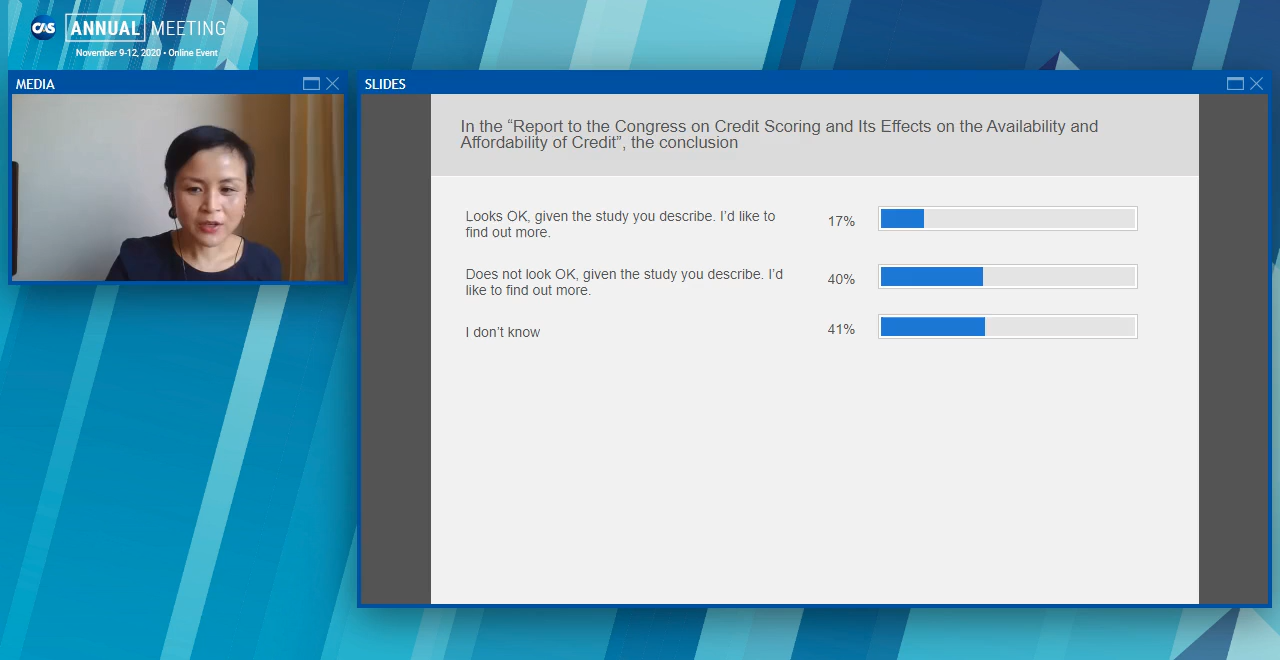 CAS ANNUAL MEETING
November 9-12, 2020 • Online Event
MEDIA
SLIDES
In the “Report to the Congress on Credit Scoring and Its Effects on the Availability and
Affordability of Credit”, the conclusion
Looks OK, given the study you describe. I’d like to
find out more.
17%
Does not look OK, given the study you describe. I’d
like to find out more.
40%
I don’t know
41%